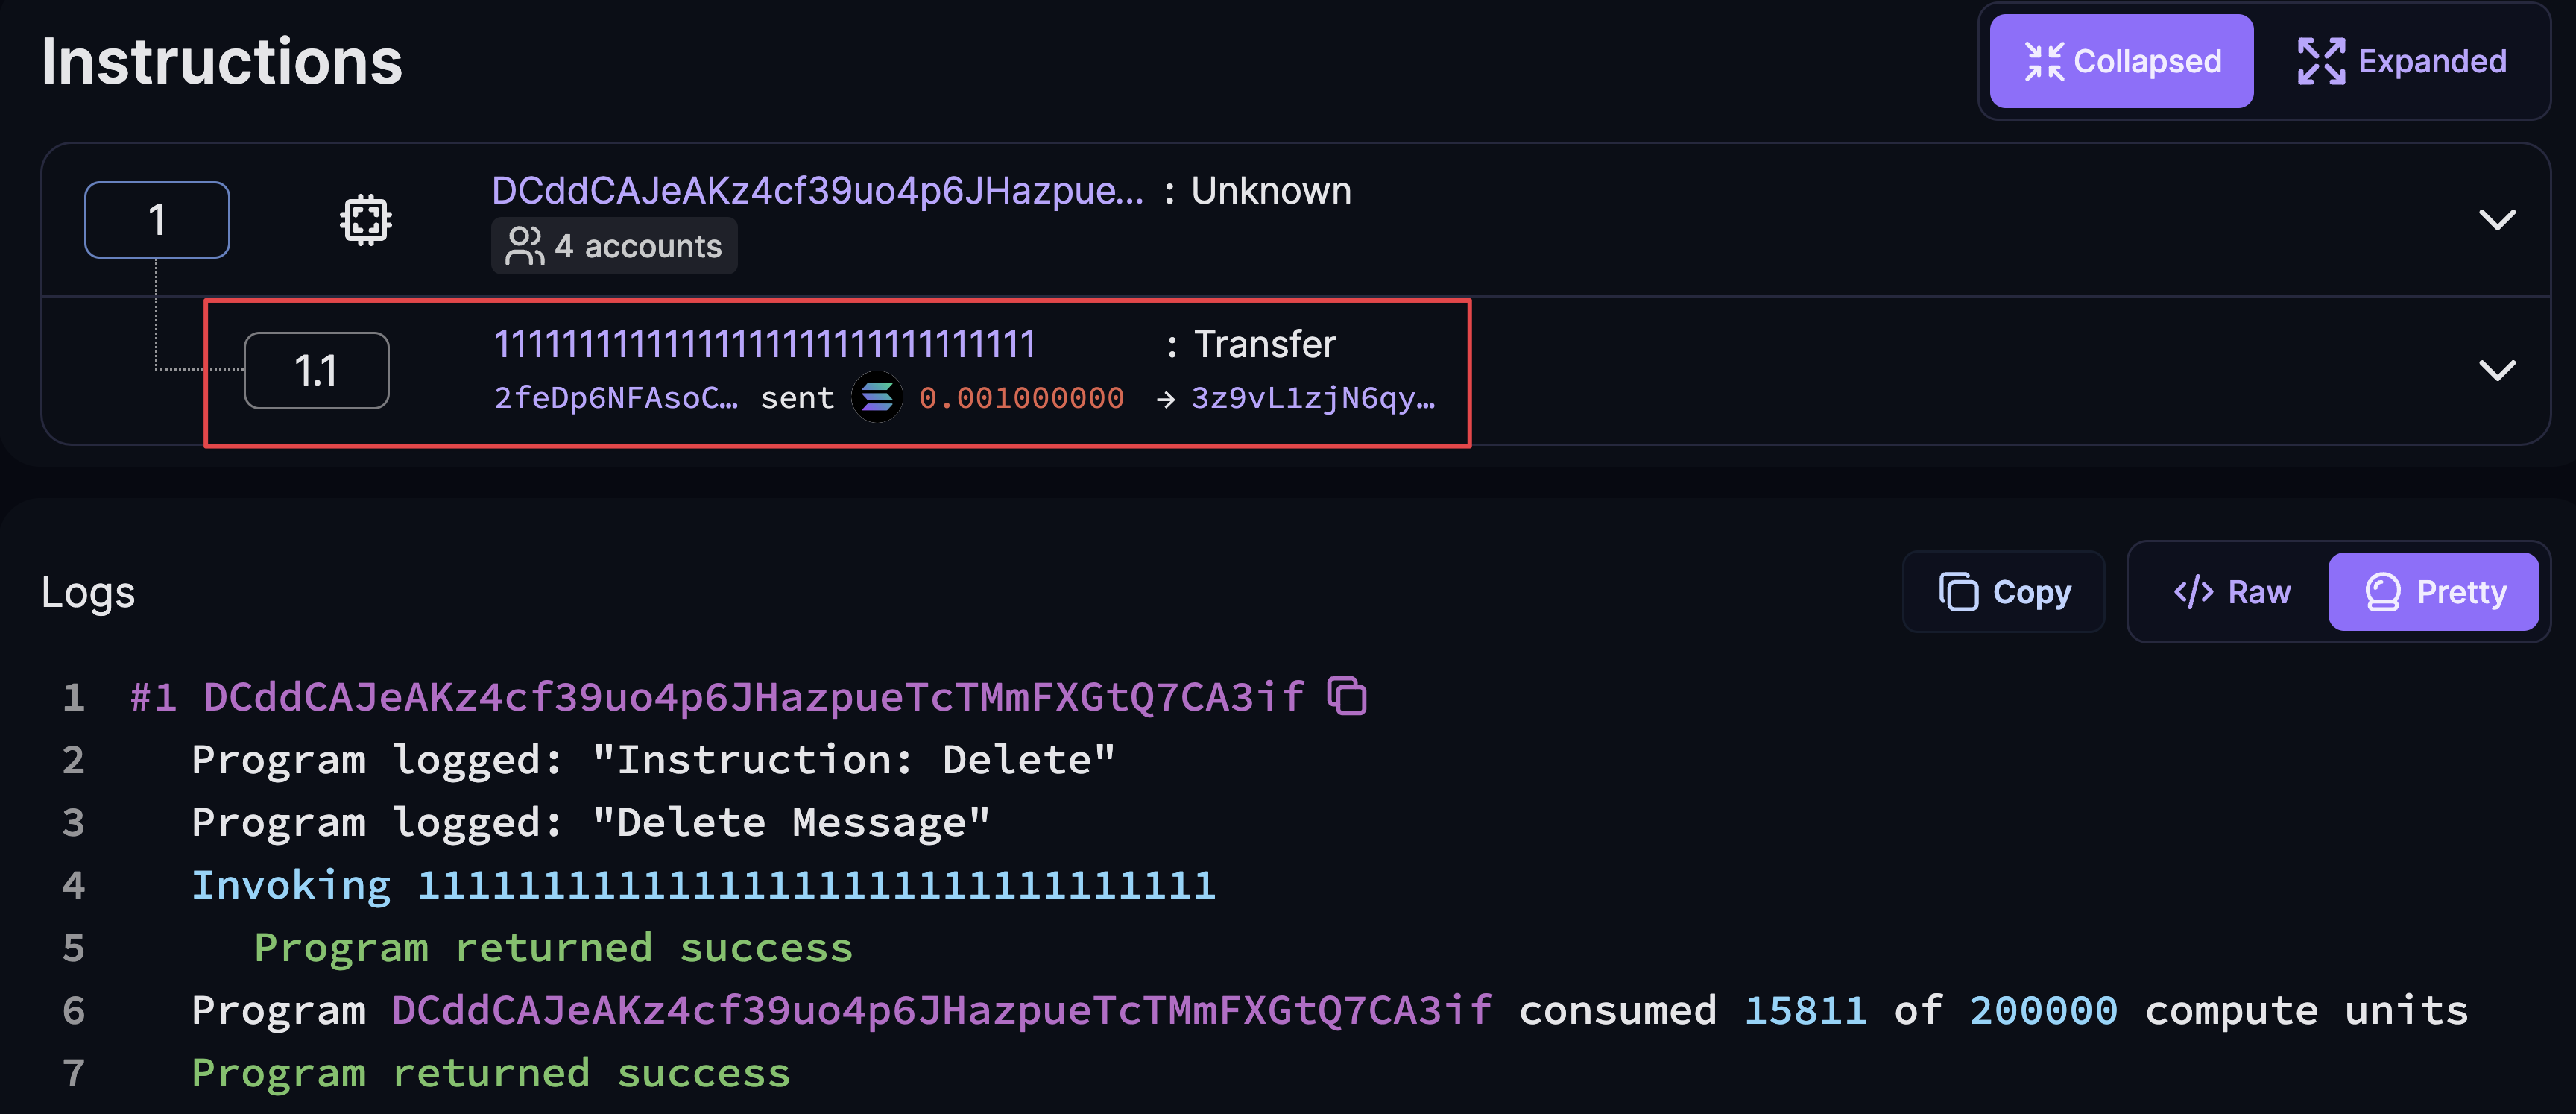 Instructions
Collapsed
Expanded
1
DCddCAJeAKz4cf39uo4p6JHazpue... : Unknown
4 accounts
1.1
11111111111111111111111111111111 : Transfer
2feDp6NFAsoC… sent 0.001000000 → 3z9vL1zjN6qy…
Logs
Copy
Raw
Pretty
1 #1 DCddCAJeAKz4cf39uo4p6JHazpueTcTMmFXGtQ7CA3if
2 Program logged: "Instruction: Delete"
3 Program logged: "Delete Message"
4 Invoking 11111111111111111111111111111111
5 Program returned success
6 Program DCddCAJeAKz4cf39uo4p6JHazpueTcTMmFXGtQ7CA3if consumed 15811 of 200000 compute units
7 Program returned success